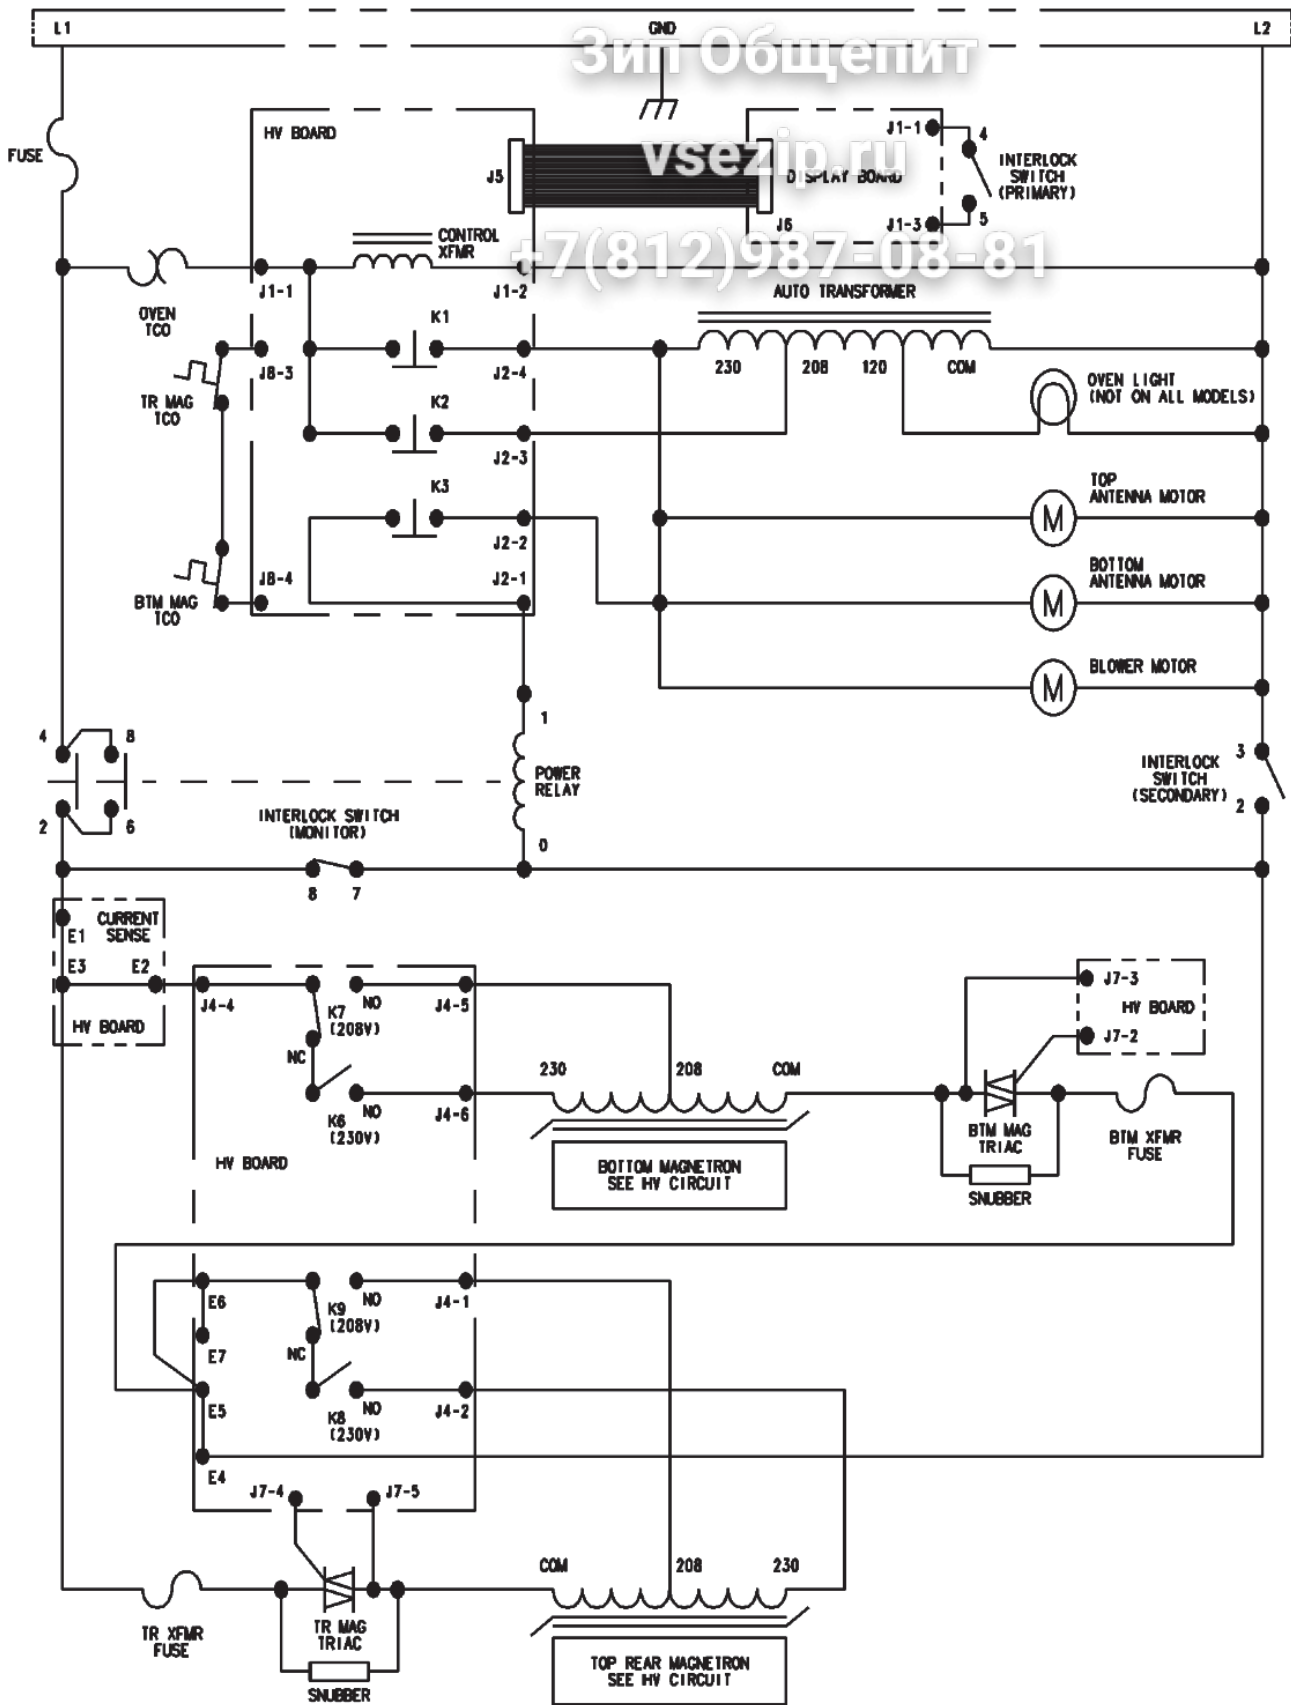 L1
GND
L2
Зип Общепит
HV BOARD
J1-1
4
FUSE
vsezip.ru
INTERLOCK
SWITCH
(PRIMARY)
J5
DISPLAY BOARD
J6
J1-3
5
CONTROL
XFMR
+7(812)987-08-81
J1-1
J1-2
AUTO TRANSFORMER
OVEN
TCO
K1
J8-3
J2-4
230
208
120
COM
OVEN LIGHT
(NOT ON ALL MODELS)
TR MAG
TCO
K2
J2-3
K3
TOP
ANTENNA MOTOR
M
J2-2
J8-4
J2-1
BOTTOM
ANTENNA MOTOR
M
BTM MAG
TCO
BLOWER MOTOR
M
1
4
8
3
POWER
RELAY
INTERLOCK
SWITCH
(SECONDARY)
2
2
6
INTERLOCK SWITCH
(MONITOR)
0
8
7
CURRENT
SENSE
E1
E3
E2
HV BOARD
J4-4
K7
(208V)
NO
J4-5
J7-3
HV BOARD
J7-2
NC
230
208
COM
K6
(230V)
NO
J4-6
BTM MAG
TRIAC
BTM XFMR
FUSE
HV BOARD
BOTTOM MAGNETRON
SEE HV CIRCUIT
SNUBBER
E6
K9
(208V)
NO
J4-1
E7
NC
E5
K8
(230V)
NO
J4-2
E4
J7-4
J7-5
COM
208
230
TR XFMR
FUSE
TR MAG
TRIAC
TOP REAR MAGNETRON
SEE HV CIRCUIT
SNUBBER